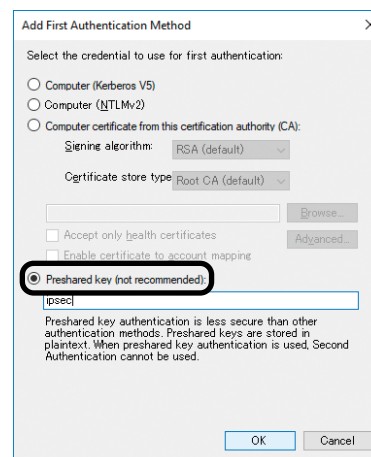 Add First Authentication Method
Select the credential to use for first authentication:
Computer (Kerberos V5)
Computer (NTLMv2)
Computer certificate from this certification authority (CA):
Signing algorithm:
RSA (default)
Certificate store type
Root CA (default)
Browse...
Accept only health certificates
Advanced...
Enable certificate to account mapping
Preshared key (not recommended):
ipsec
Preshared key authentication is less secure than other
authentication methods. Preshared keys are stored in
plaintext. When preshared key authentication is used, Second
Authentication cannot be used.
OK
Cancel